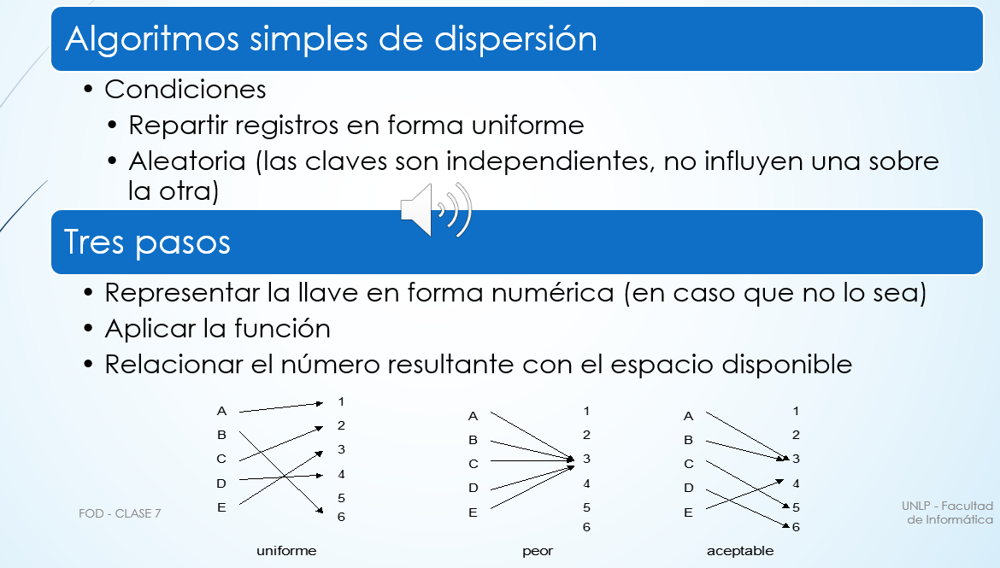 Algoritmos simples de dispersión
• Condiciones
• Repartir registros en forma uniforme
• Aleatoria (las claves son independientes, no influyen una sobre
la otra)
Tres pasos
• Representar la llave en forma numérica (en caso que no lo sea)
• Aplicar la función
• Relacionar el número resultante con el espacio disponible
A
B
C
D
E
1
2
3
4
5
6
uniforme
A
B
C
D
E
1
2
3
4
5
6
peor
A
B
C
D
E
1
2
3
4
5
6
aceptable
FOD - CLASE 7
UNLP - Facultad
de Informática